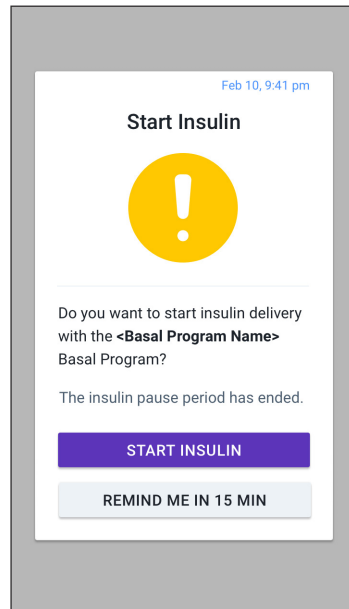 Feb 10, 9:41 pm
Start Insulin
Do you want to start insulin delivery
with the <Basal Program Name>
Basal Program?
The insulin pause period has ended.
START INSULIN
REMIND ME IN 15 MIN